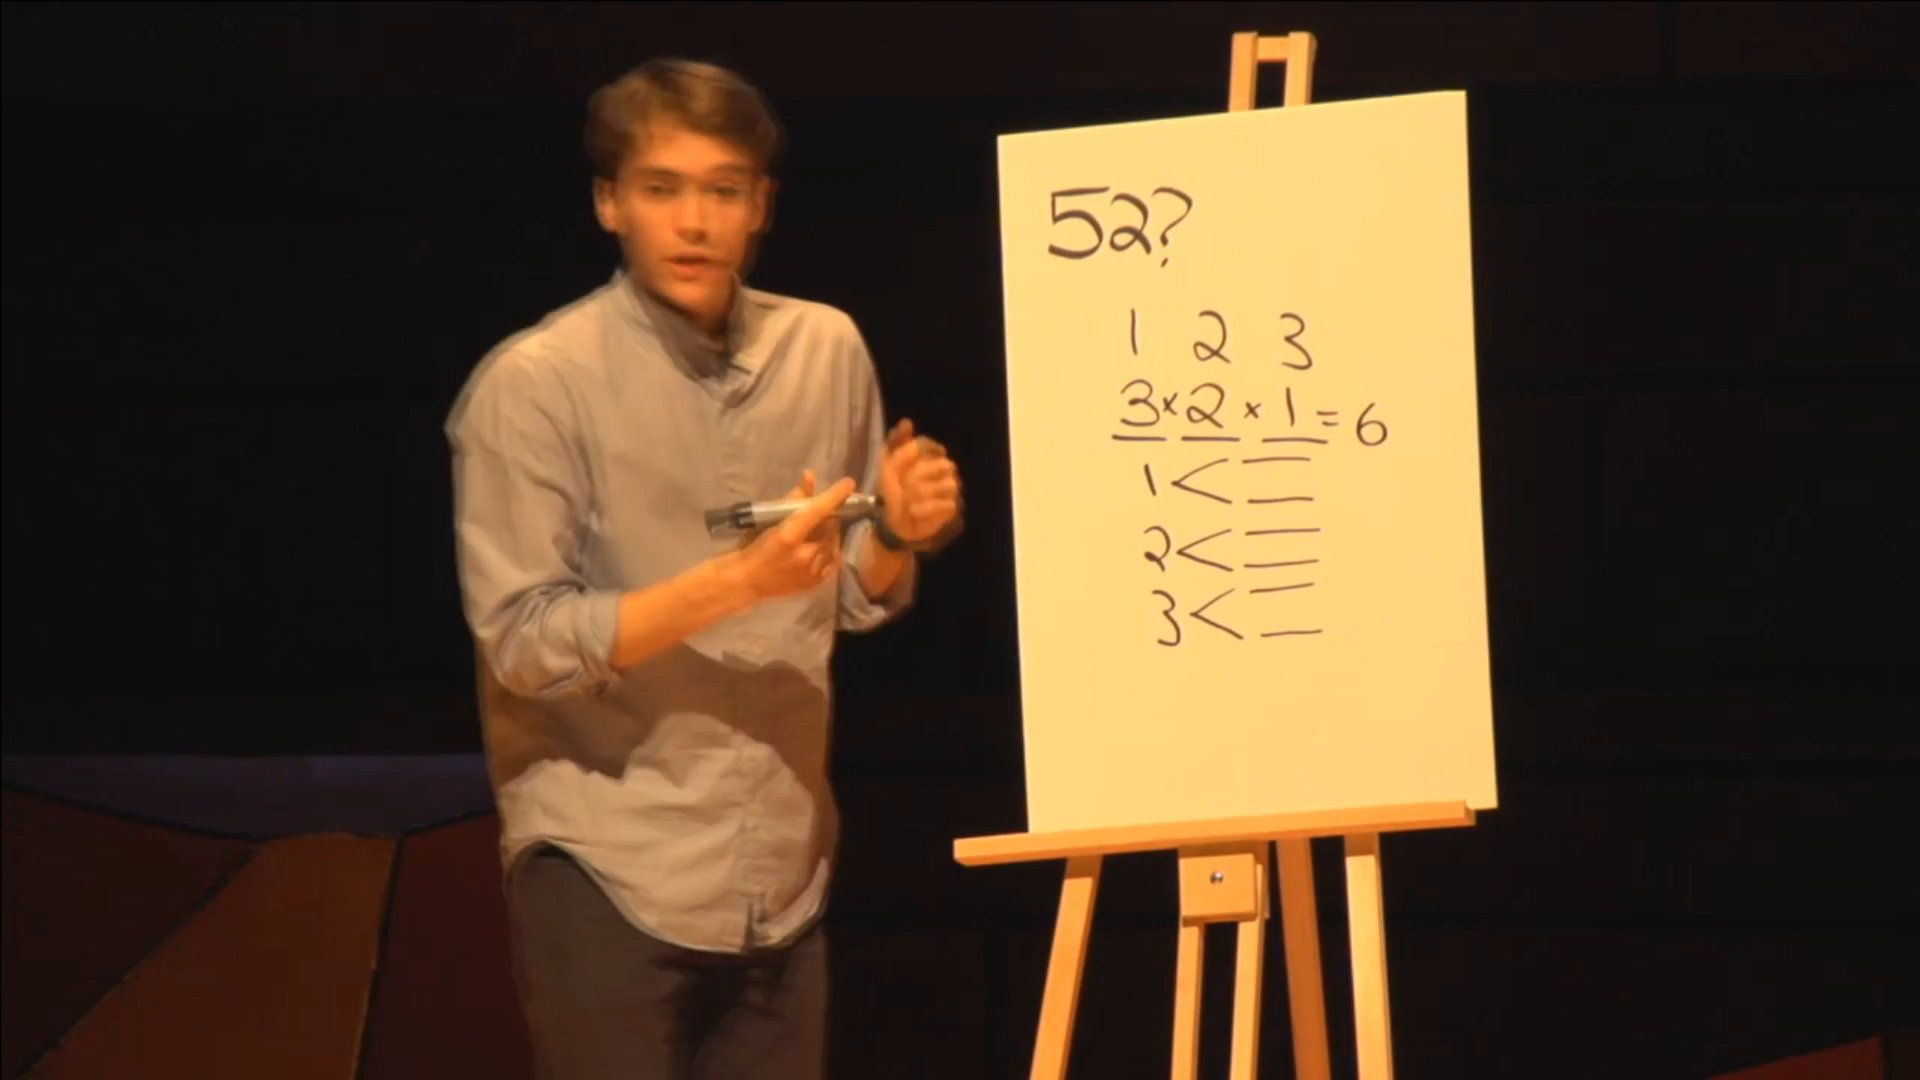 52?
1 2 3
3 × 2 × 1 = 6
1 <
2 <
3 <